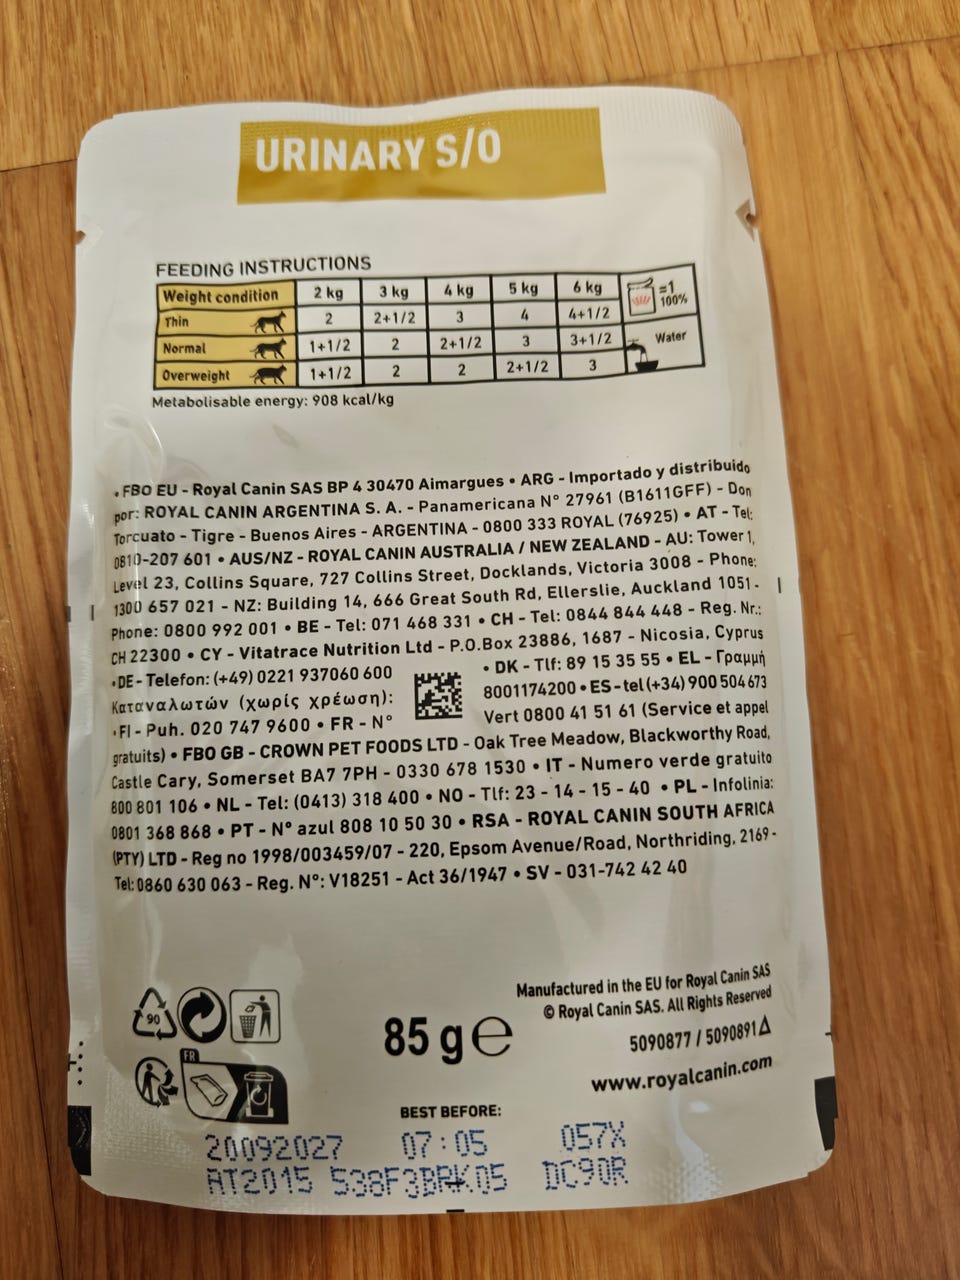 URINARY S/O
FEEDING INSTRUCTIONS
Weight condition 2 kg 3 kg 4 kg 5 kg 6 kg =1 100%
Thin 2 2+1/2 3 4 4+1/2
Normal 1+1/2 2 2+1/2 3 3+1/2 Water
Overweight 1+1/2 2 2 2+1/2 3
Metabolisable energy: 908 kcal/kg
• FBO EU - Royal Canin SAS BP 4 30470 Aimargues • ARG - Importado y distribuido
por: ROYAL CANIN ARGENTINA S. A. - Panamericana N° 27961 (B1611GFF) - Don
Torcuato - Tigre - Buenos Aires - ARGENTINA - 0800 333 ROYAL (76925) • AT - Tel:
0810-207 601 • AUS/NZ - ROYAL CANIN AUSTRALIA / NEW ZEALAND - AU: Tower 1,
Level 23, Collins Square, 727 Collins Street, Docklands, Victoria 3008 - Phone:
1300 657 021 - NZ: Building 14, 666 Great South Rd, Ellerslie, Auckland 1051 -
Phone: 0800 992 001 • BE - Tel: 071 468 331 • CH - Tel: 0844 844 448 - Reg. Nr.:
CH 22300 • CY - Vitatrace Nutrition Ltd - P.O.Box 23886, 1687 - Nicosia, Cyprus
• DE - Telefon: (+49) 0221 937060 600 • DK - Tlf: 89 15 35 55 • EL - Γραμμή
Καταναλωτών (χωρίς χρέωση): 8001174200 • ES - tel (+34) 900 504 673
• FI - Puh. 020 747 9600 • FR - N° Vert 0800 41 51 61 (Service et appel
gratuits) • FBO GB - CROWN PET FOODS LTD - Oak Tree Meadow, Blackworthy Road,
Castle Cary, Somerset BA7 7PH - 0330 678 1530 • IT - Numero verde gratuito
800 801 106 • NL - Tel: (0413) 318 400 • NO - Tlf: 23 - 14 - 15 - 40 • PL - Infolinia:
0801 368 868 • PT - N° azul 808 10 50 30 • RSA - ROYAL CANIN SOUTH AFRICA
(PTY) LTD - Reg no 1998/003459/07 - 220, Epsom Avenue/Road, Northriding, 2169 -
Tel: 0860 630 063 - Reg. N°: V18251 - Act 36/1947 • SV - 031-742 42 40
Manufactured in the EU for Royal Canin SAS
© Royal Canin SAS. All Rights Reserved
90
85 g e
5090877 / 5090891
FR
www.royalcanin.com
BEST BEFORE:
20092027 07:05 057X
AT2015 538F3BRK05 DC90R